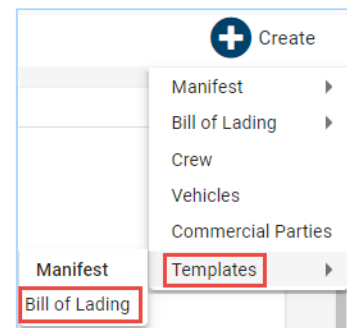 Create
Manifest
Bill of Lading
Crew
Vehicles
Commercial Parties
Templates
Manifest
Bill of Lading